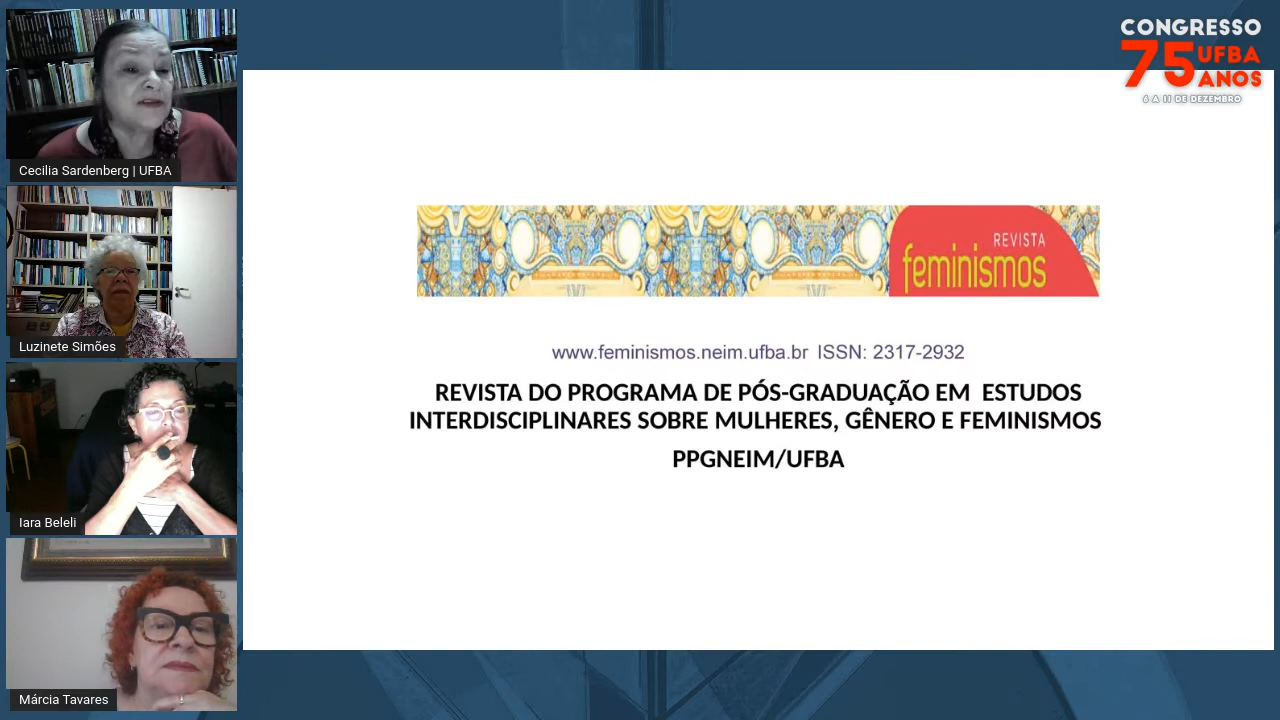 CONGRESSO
75 UFBA
ANOS
6 A 11 DE DEZEMBRO
Cecilia Sardenberg | UFBA
Luzinete Simões
Iara Beleli
Márcia Tavares
REVISTA
feminismos
www.feminismos.neim.ufba.br ISSN: 2317-2932
REVISTA DO PROGRAMA DE PÓS-GRADUAÇÃO EM ESTUDOS
INTERDISCIPLINARES SOBRE MULHERES, GÊNERO E FEMINISMOS
PPGNEIM/UFBA